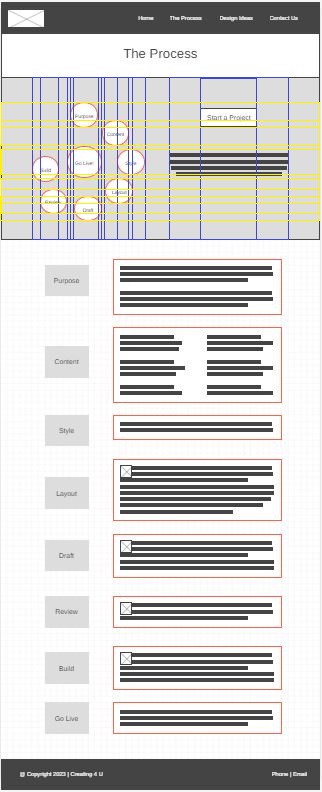 Home The Process Design Ideas Contact Us
The Process
Purpose
Content
Start a Project
Go Live!
Style
Build
Layout
Review
Draft
Purpose
Content
Style
Layout
Draft
Review
Build
Go Live
@ Copyright 2023 | Creating 4 U Phone | Email